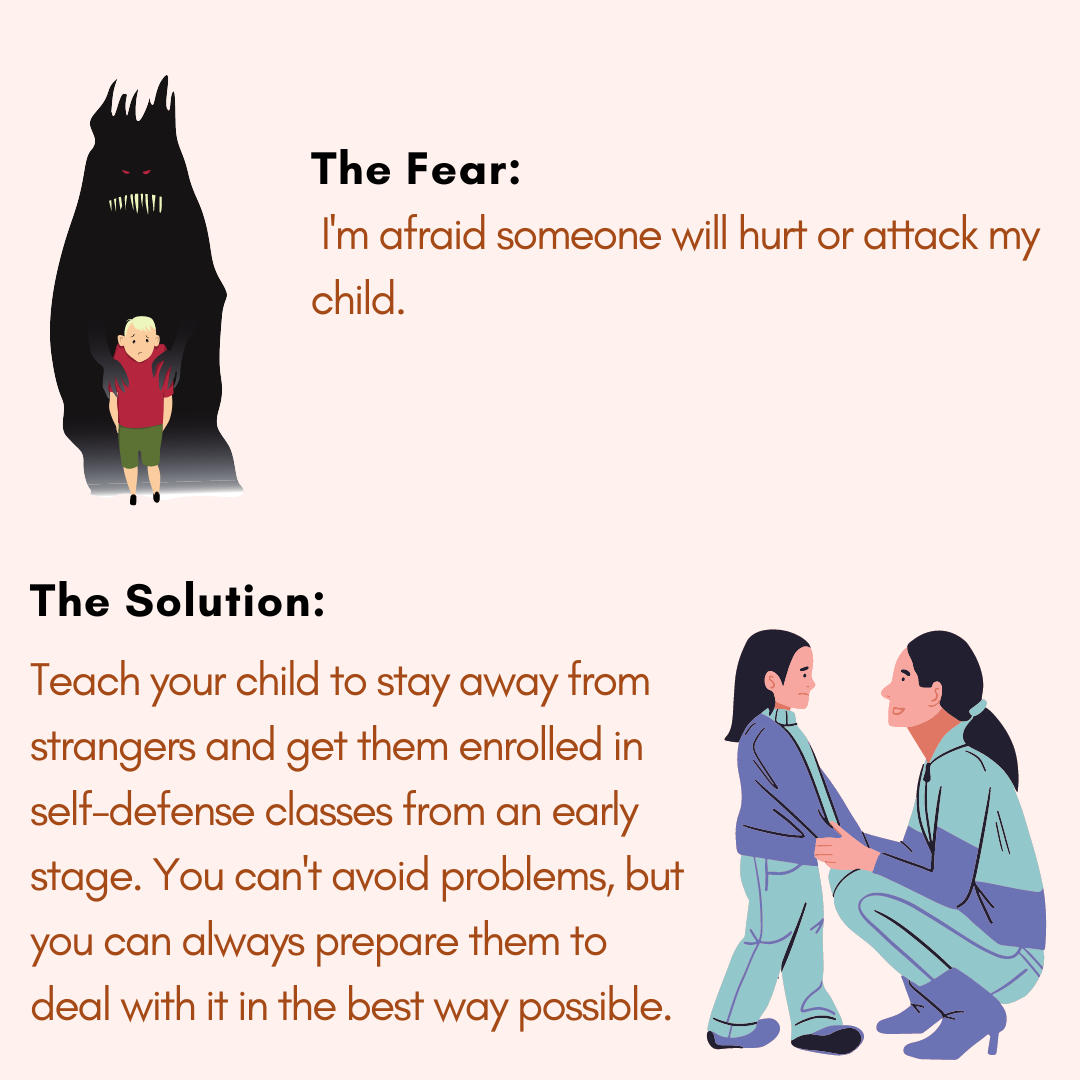 The Fear:
I'm afraid someone will hurt or attack my
child.
The Solution:
Teach your child to stay away from
strangers and get them enrolled in
self-defense classes from an early
stage. You can't avoid problems, but
you can always prepare them to
deal with it in the best way possible.